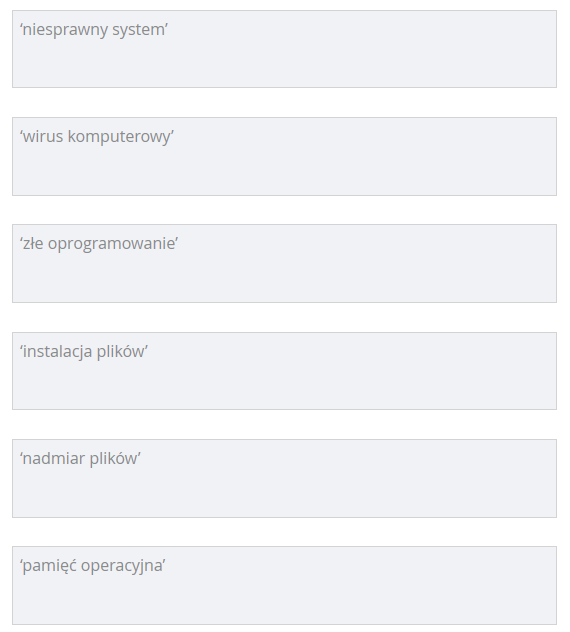 ‘niesprawny system’
‘wirus komputerowy’
‘złe oprogramowanie’
‘instalacja plików’
‘nadmiar plików’
‘pamięć operacyjna’